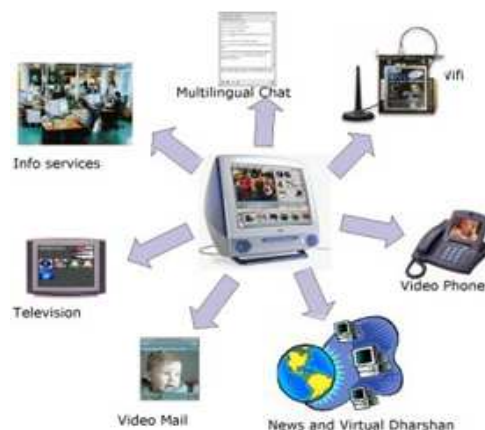 Multilingual Chat
Vifi
Info services
Video Phone
Television
Video Mail
News and Virtual Dharshan